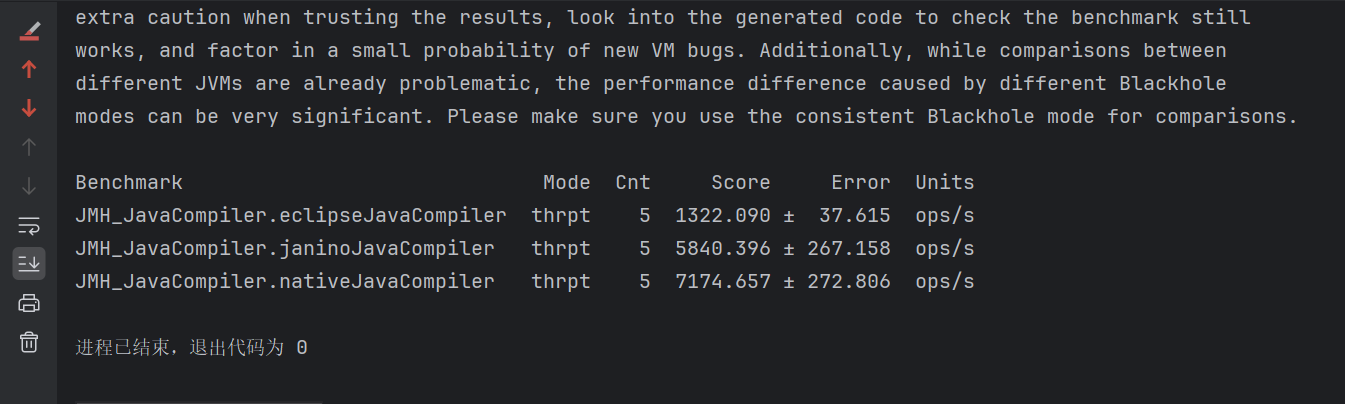 extra caution when trusting the results, look into the generated code to check the benchmark still
works, and factor in a small probability of new VM bugs. Additionally, while comparisons between
different JVMs are already problematic, the performance difference caused by different Blackhole
modes can be very significant. Please make sure you use the consistent Blackhole mode for comparisons.
Benchmark Mode Cnt Score Error Units
JMH_JavaCompiler.eclipseJavaCompiler thrpt 5 1322.090 ± 37.615 ops/s
JMH_JavaCompiler.janinoJavaCompiler thrpt 5 5840.396 ± 267.158 ops/s
JMH_JavaCompiler.nativeJavaCompiler thrpt 5 7174.657 ± 272.806 ops/s
进程已结束，退出代码为 0